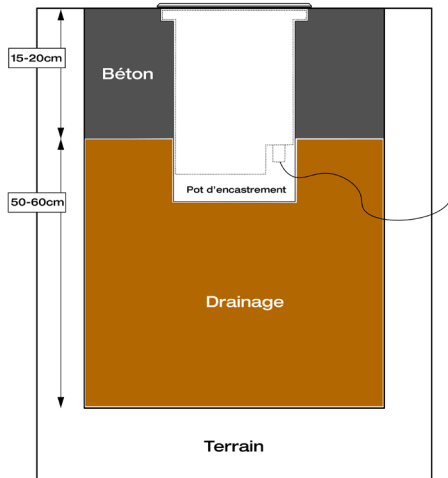 15-20cm
Béton
Pot d'encastrement
50-60cm
Drainage
Terrain